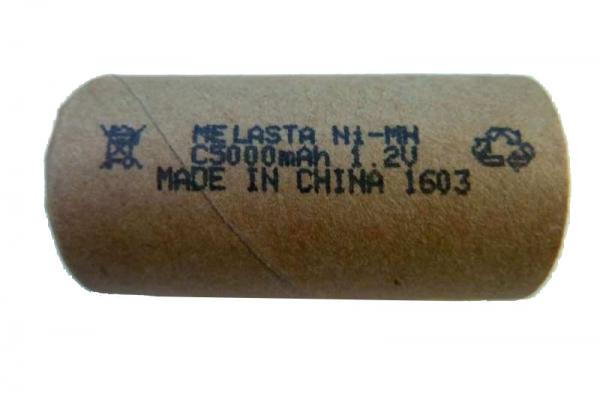 MELASTA Ni-MH
C5000mAh 1.2V
MADE IN CHINA 1603